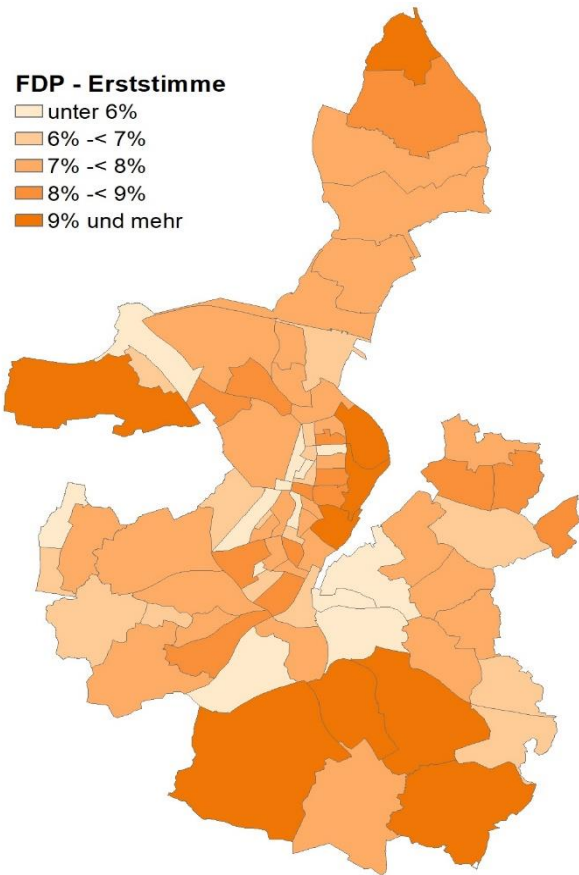 FDP - Erststimme
unter 6%
6% -< 7%
7% -< 8%
8% -< 9%
9% und mehr